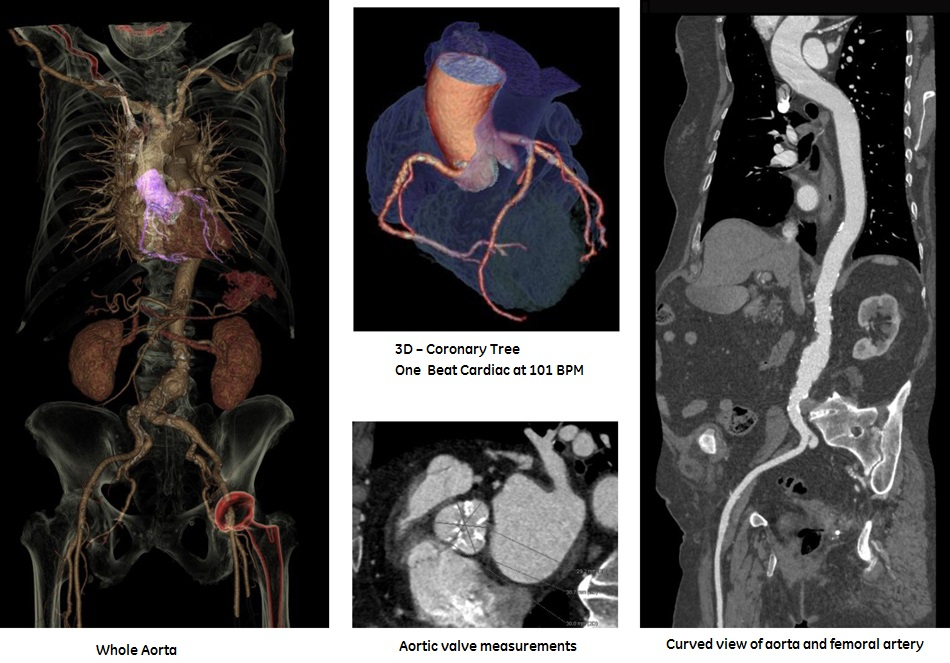 3D – Coronary Tree
One Beat Cardiac at 101 BPM
Whole Aorta
Aortic valve measurements
Curved view of aorta and femoral artery